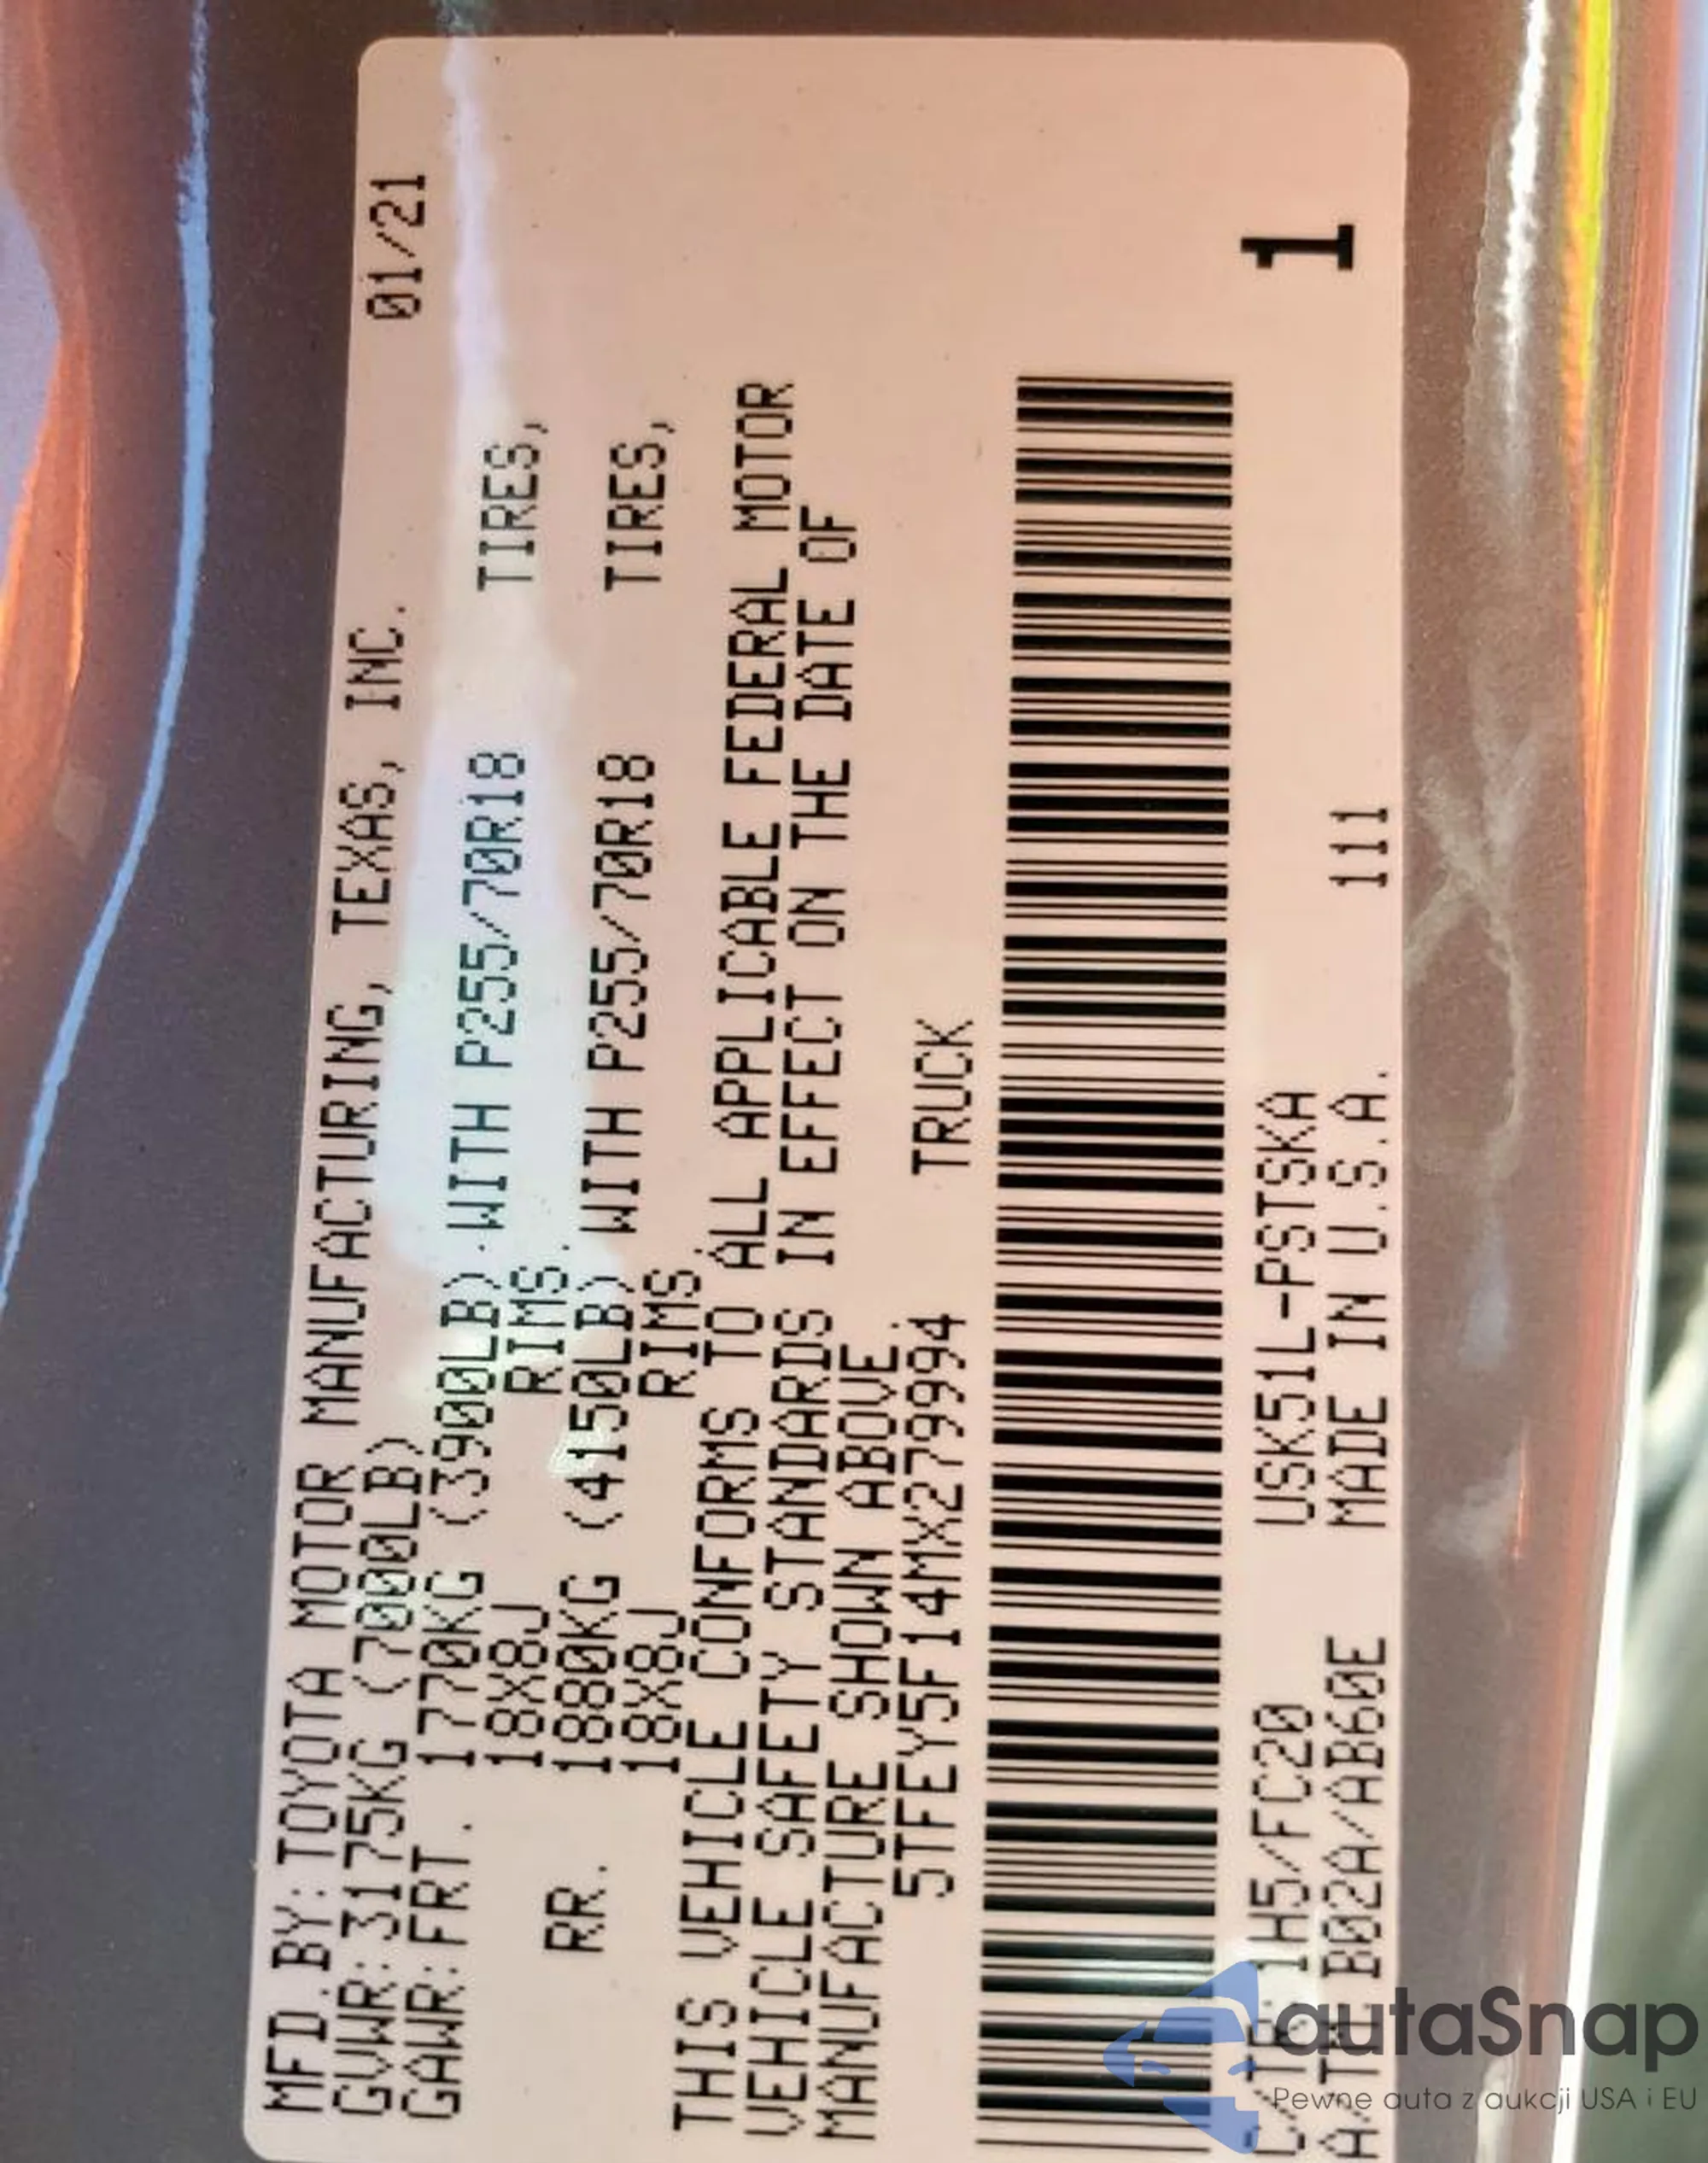 MFD.BY:TOYOTA MOTOR MANUFACTURING, TEXAS, INC. 01/21
GVWR:3175KG (7000LB)
GAWR:FRT. 1770KG (3900LB) WITH P255/70R18 TIRES,
18X8J RIMS.
RR. 1880KG (4150LB) WITH P255/70R18 TIRES,
18X8J RIMS.
THIS VEHICLE CONFORMS TO ALL APPLICABLE FEDERAL MOTOR
VEHICLE SAFETY STANDARDS IN EFFECT ON THE DATE OF
MANUFACTURE SHOWN ABOVE.
5TFEY5F14MX279994 TRUCK
C/TR: 1H5/FC20 USK51L-PSTSKA 1
A/TM: B02A/AB60E MADE IN U.S.A. 111
autaSnap
Pewne auta z aukcji USA i EU